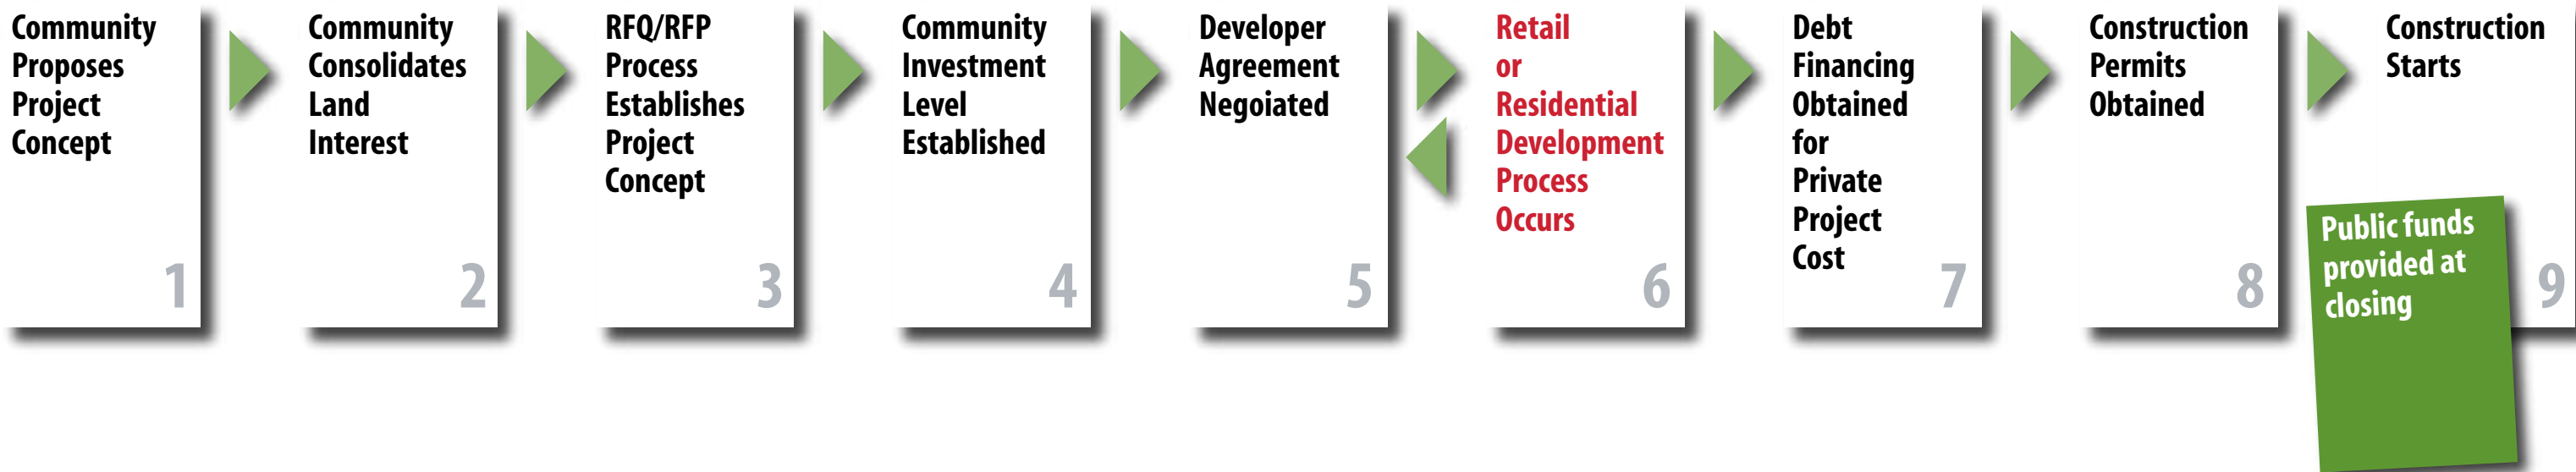 Community
Proposes
Project
Concept
1
Community
Consolidates
Land
Interest
2
RFQ/RFP
Process
Establishes
Project
Concept
3
Community
Investment
Level
Established
4
Developer
Agreement
Negoiated
5
Retail
or
Residential
Development
Process
Occurs
6
Debt
Financing
Obtained
for
Private
Project
Cost
7
Construction
Permits
Obtained
8
Construction
Starts
9
Public funds
provided at
closing